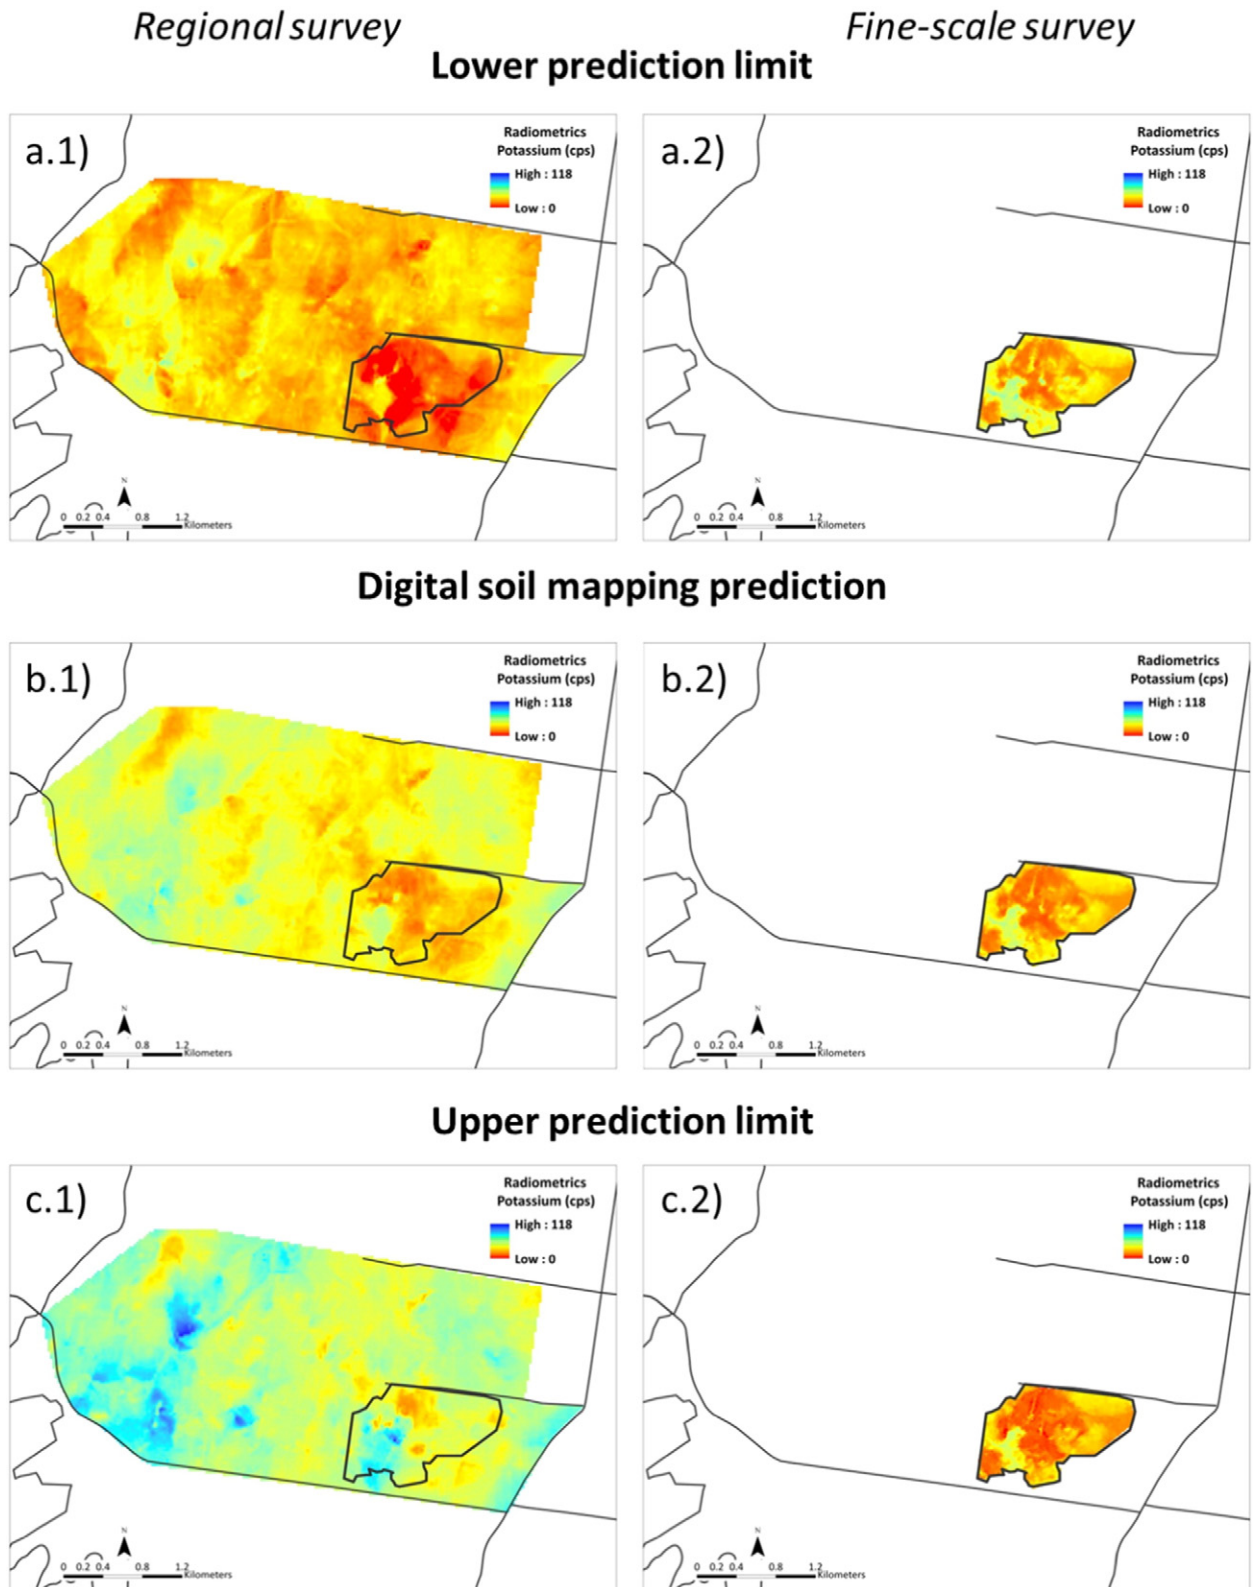 Regional survey
Fine-scale survey
Lower prediction limit
a.1)
Radiometrics
Potassium (cps)
High : 118
Low : 0
N
0 0.2 0.4 0.8 1.2
Kilometers
a.2)
Radiometrics
Potassium (cps)
High : 118
Low : 0
N
0 0.2 0.4 0.8 1.2
Kilometers
Digital soil mapping prediction
b.1)
Radiometrics
Potassium (cps)
High : 118
Low : 0
N
0 0.2 0.4 0.8 1.2
Kilometers
b.2)
Radiometrics
Potassium (cps)
High : 118
Low : 0
N
0 0.2 0.4 0.8 1.2
Kilometers
Upper prediction limit
c.1)
Radiometrics
Potassium (cps)
High : 118
Low : 0
N
0 0.2 0.4 0.8 1.2
Kilometers
c.2)
Radiometrics
Potassium (cps)
High : 118
Low : 0
N
0 0.2 0.4 0.8 1.2
Kilometers